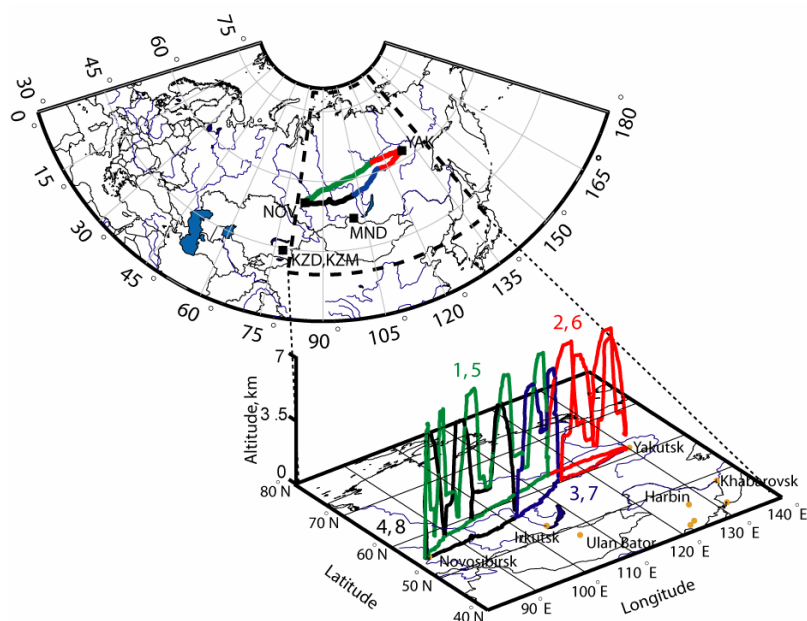 75°
60°
45°
30°
0°
15°
30°
45°
60°
75°
90°
105°
120°
135°
150°
165°
180
YAK
NOV
MND
KZD,KZM
7
3.5
0
Altitude, km
1,5
2,6
3,7
4,8
80 N
70 N
60 N
50 N
40 N
Latitude
90° E
100° E
110° E
120° E
130° E
140° E
Longitude
Yakutsk
Khabarovsk
Harbin
Irkutsk
Ulan Bator
Novosibirsk